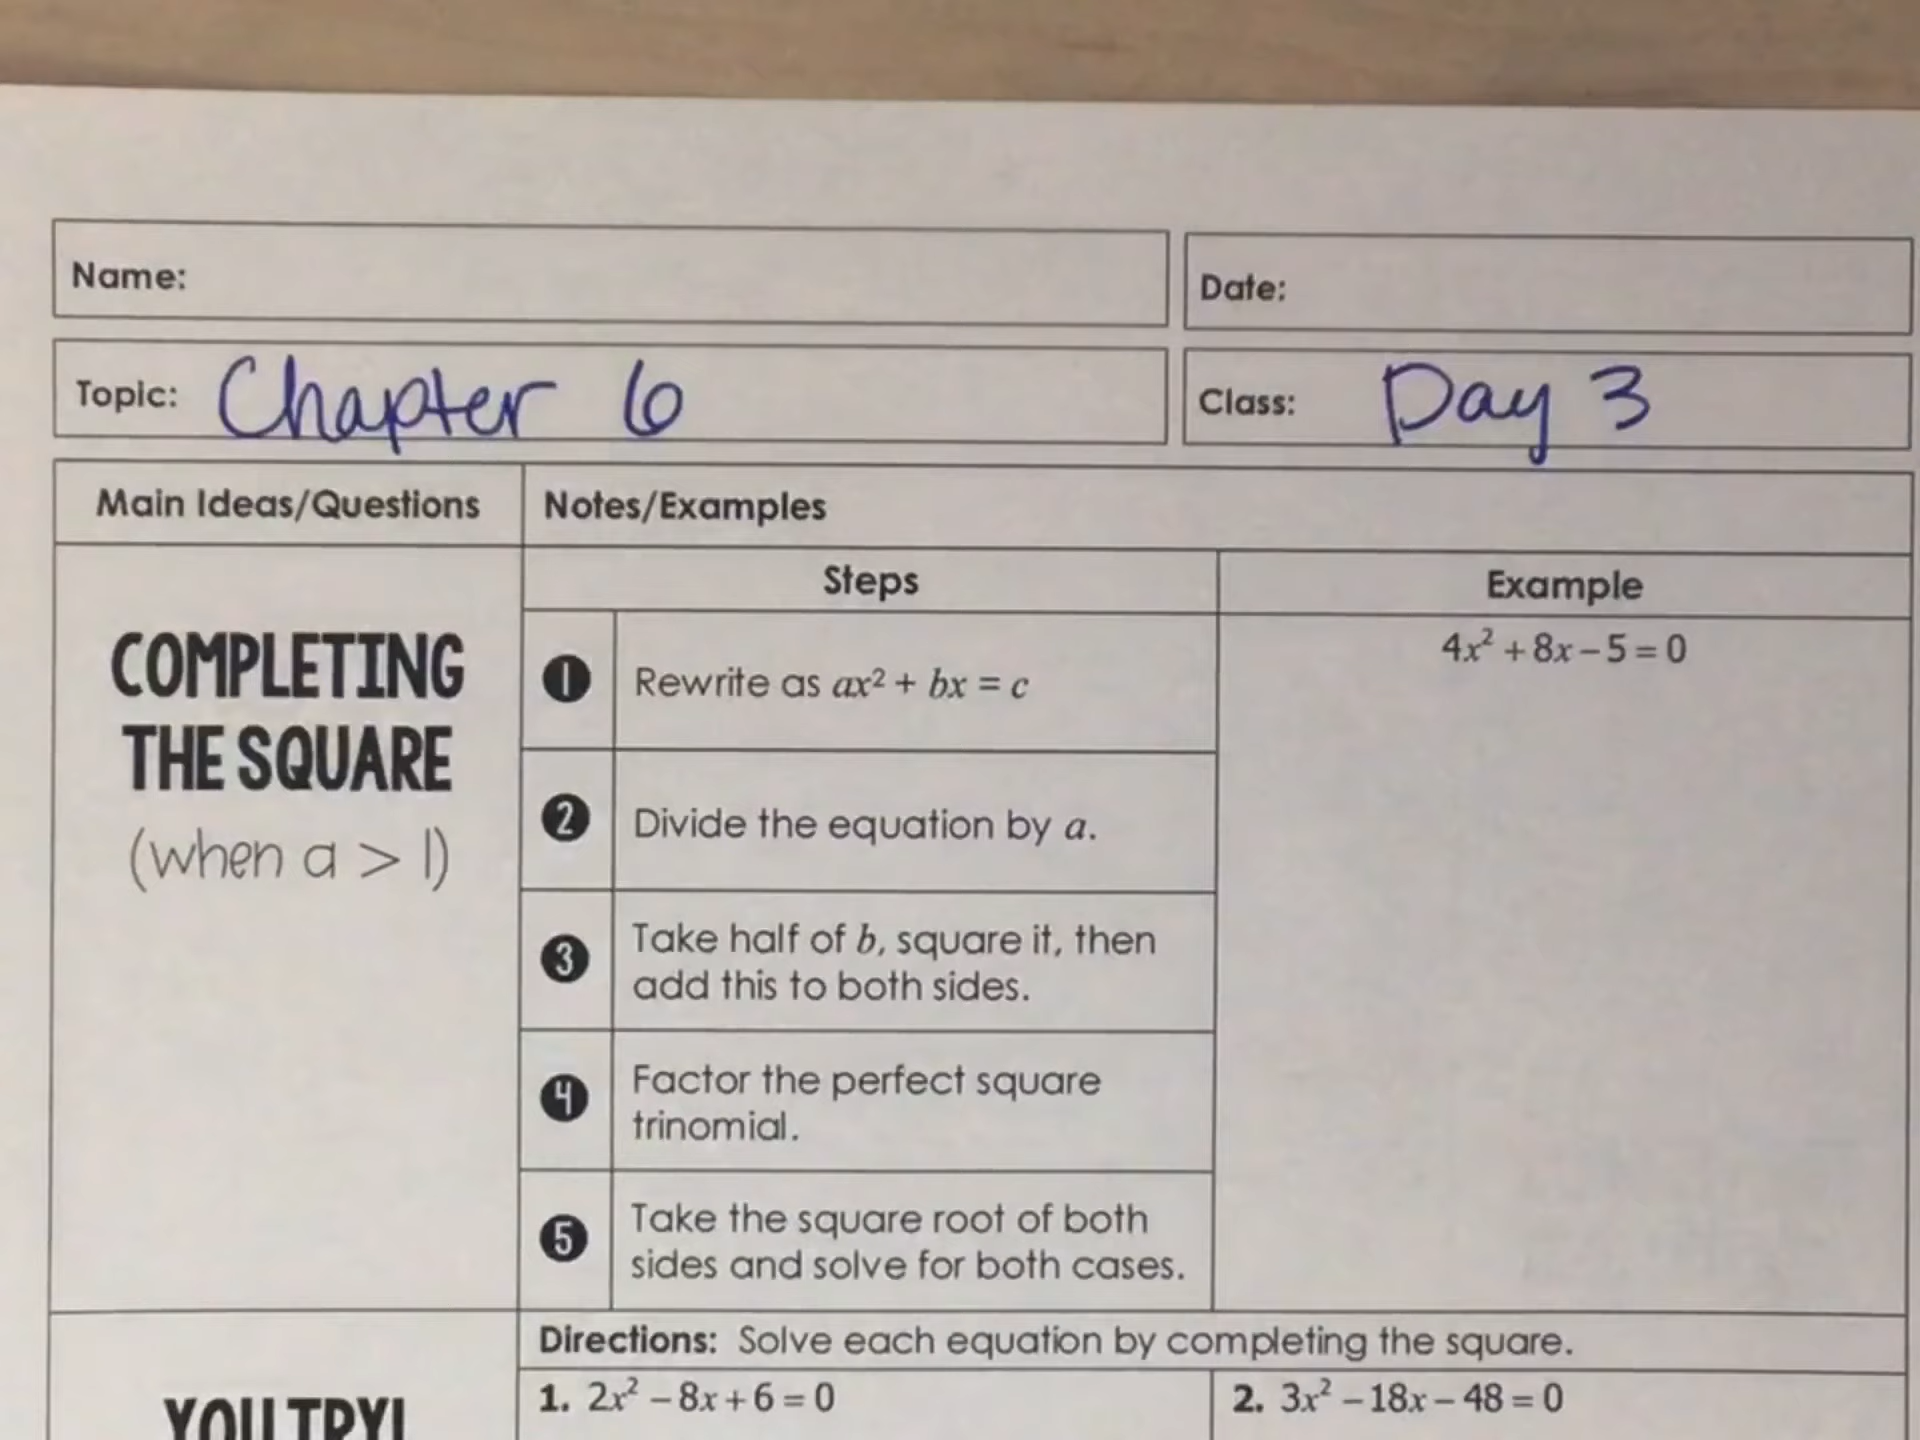 Name:
Date:
Topic: Chapter 6
Class: Day 3
Main Ideas/Questions
Notes/Examples
COMPLETING
THE SQUARE
(when a > 1)
Steps
Example
1 Rewrite as ax² + bx = c
4x² + 8x – 5 = 0
2 Divide the equation by a.
3 Take half of b, square it, then
add this to both sides.
4 Factor the perfect square
trinomial.
5 Take the square root of both
sides and solve for both cases.
YOU TRY!
Directions: Solve each equation by completing the square.
1. 2x² – 8x + 6 = 0
2. 3x² – 18x – 48 = 0